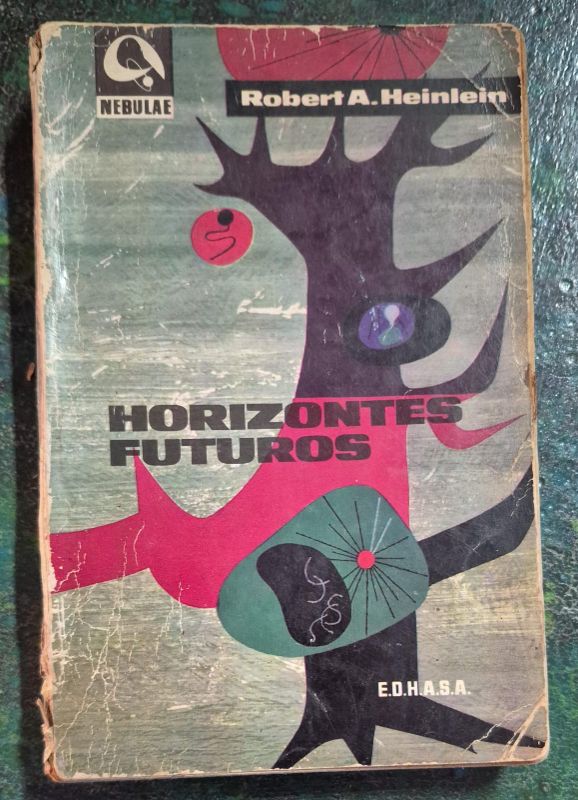 NEBULAE
Robert A. Heinlein
HORIZONTES
FUTUROS
E.D.H.A.S.A.